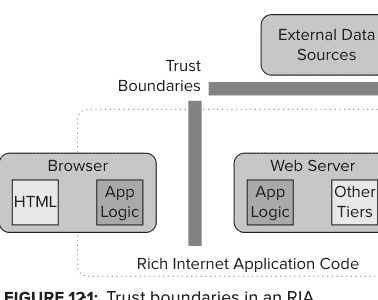 External Data
Sources
Trust
Boundaries
Browser
HTML
App
Logic
Web Server
App
Logic
Other
Tiers
Rich Internet Application Code
FIGURE 12-1: Trust boundaries in an RIA